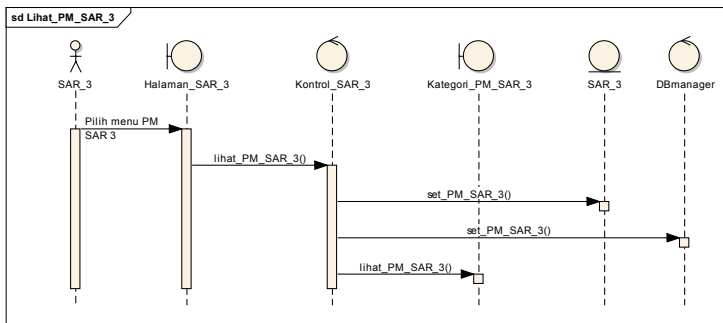 sd Lihat_PM_SAR_3
SAR_3
Halaman_SAR_3
Kontrol_SAR_3
Kategori_PM_SAR_3
SAR_3
DBmanager
Pilih menu PM
SAR 3
lihat_PM_SAR_3()
set_PM_SAR_3()
set_PM_SAR_3()
lihat_PM_SAR_3()